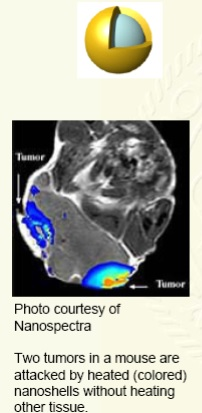 Tumor
Tumor
Photo courtesy of
Nanospectra
Two tumors in a mouse are
attacked by heated (colored)
nanoshells without heating
other tissue.